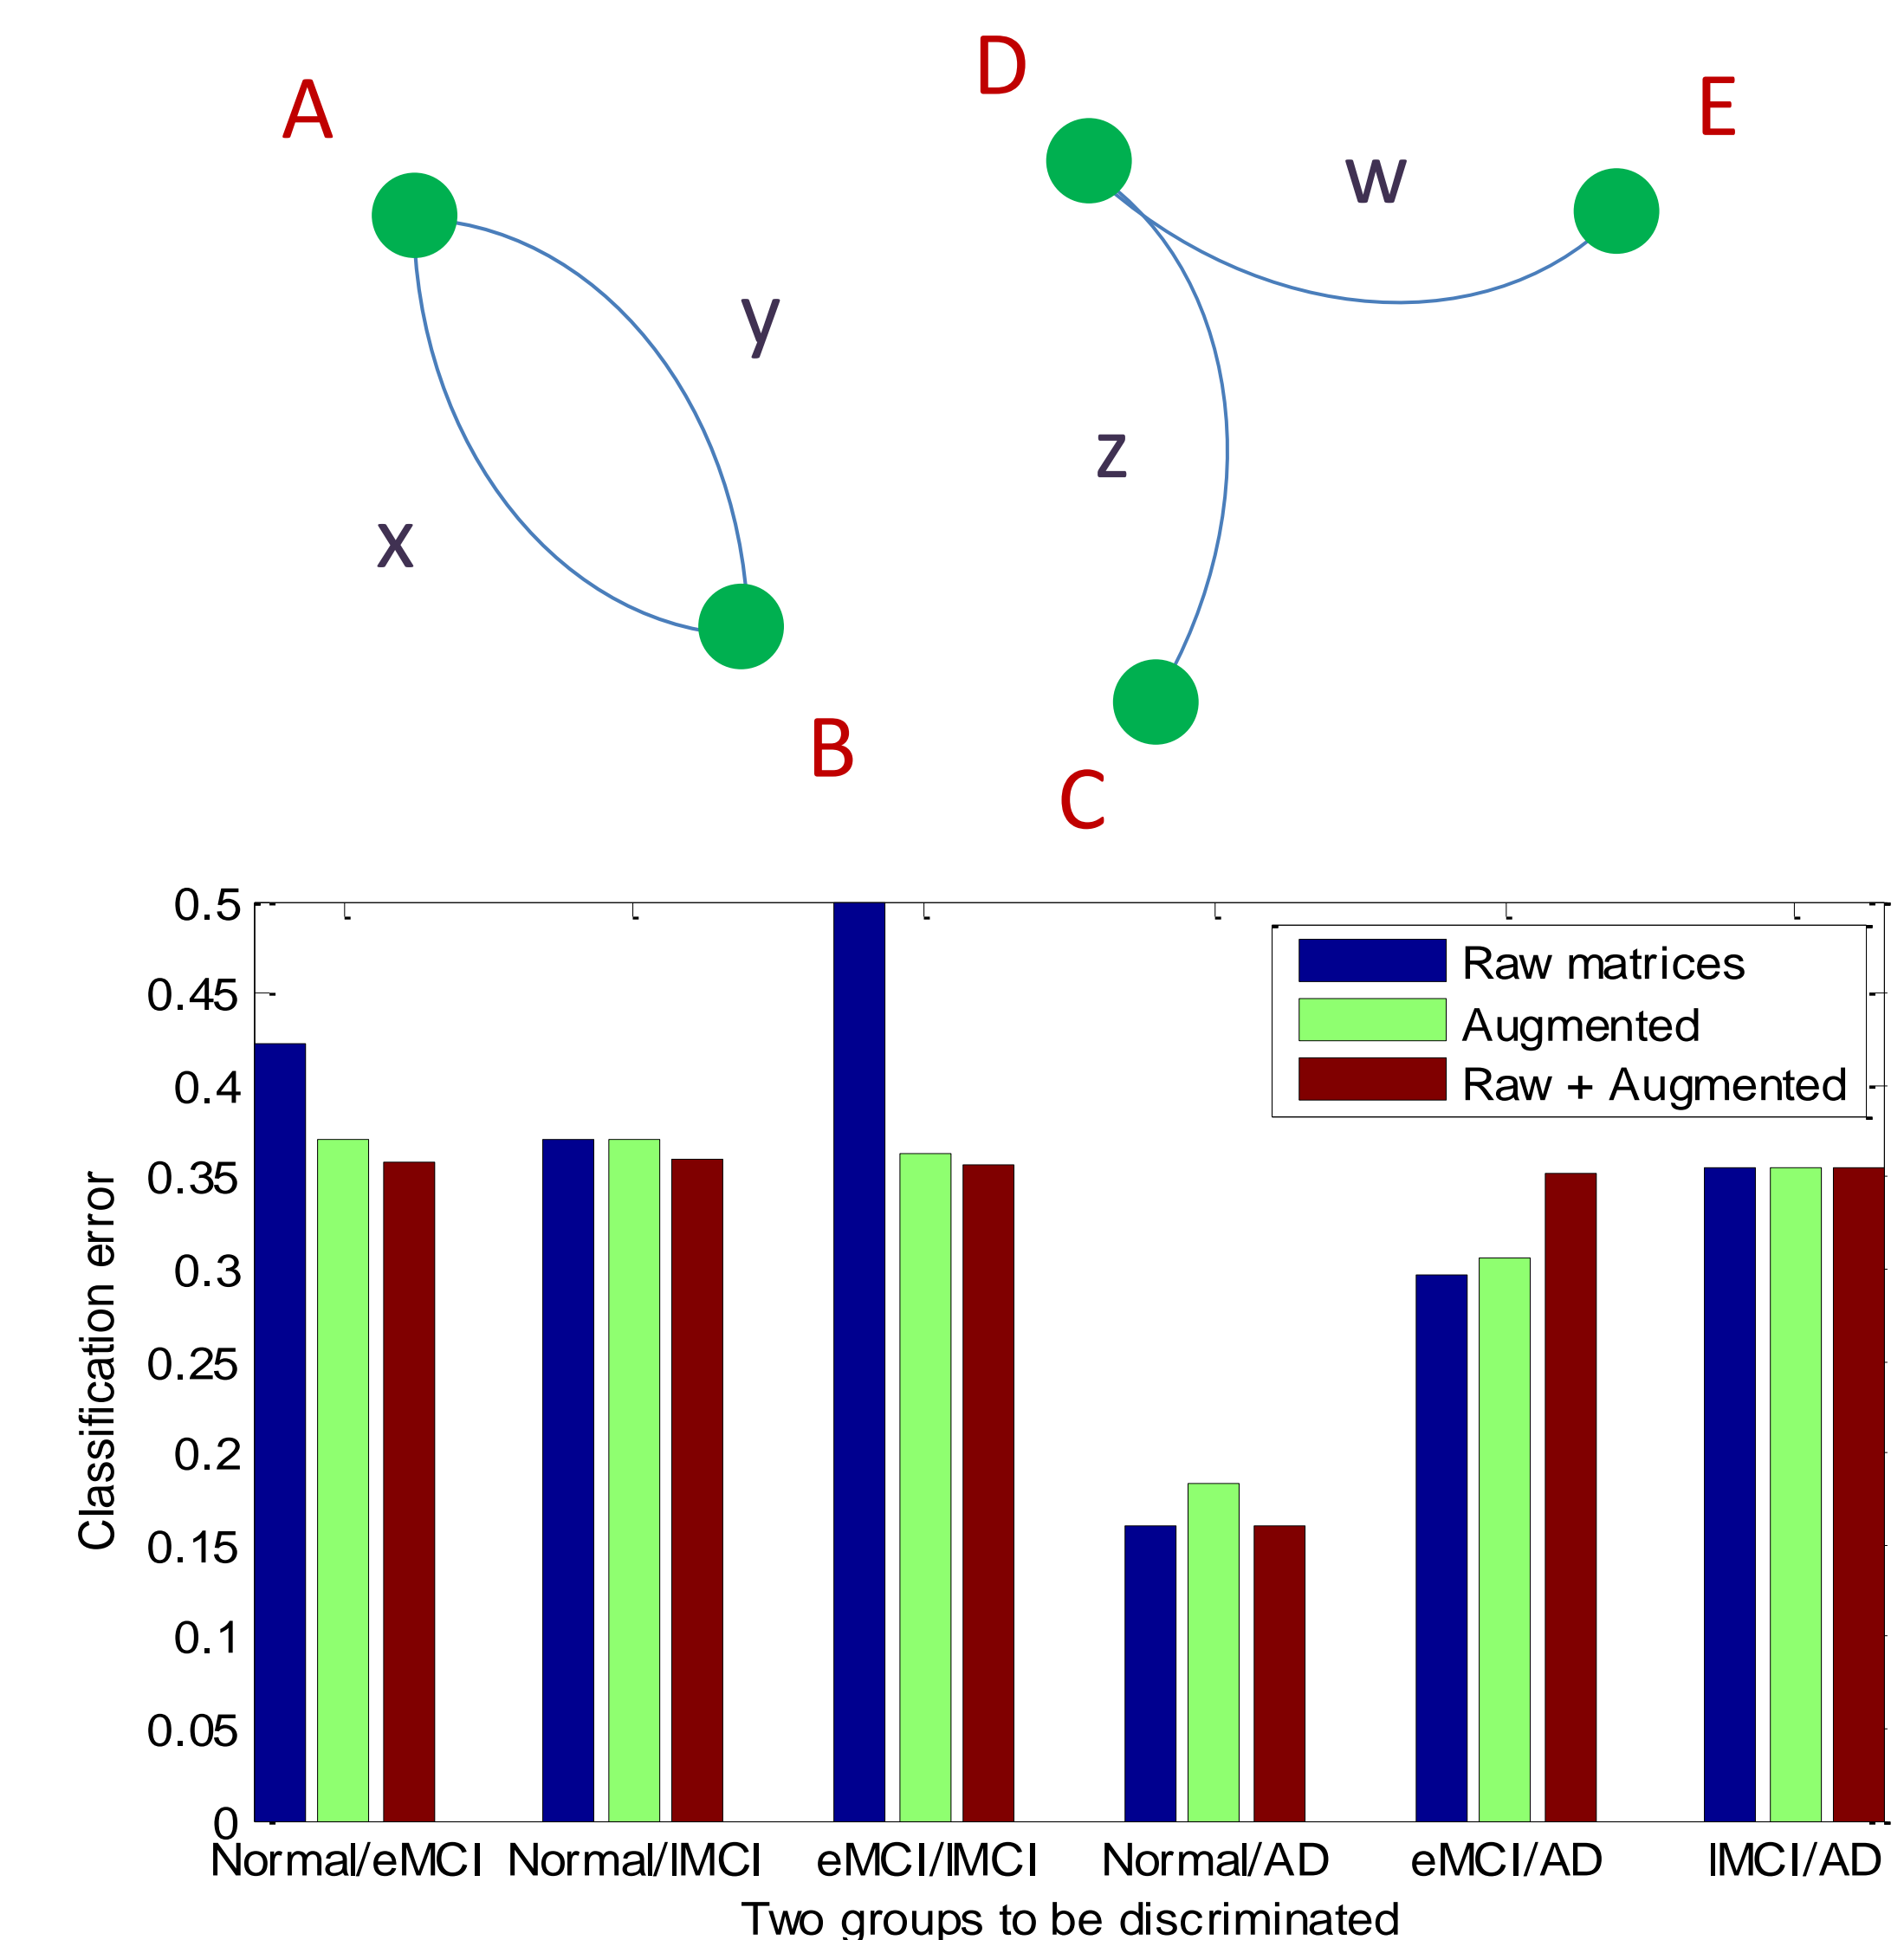 D
A
E
w
y
z
x
B
C
0.5
0.45
0.4
0.35
0.3
0.25
0.2
0.15
0.1
0.05
0
Classification error
Raw matrices
Augmented
Raw + Augmented
Normal/eMCI Normal/lMCI eMCI/lMCI Normal/AD eMCI/AD lMCI/AD
Two groups to be discriminated